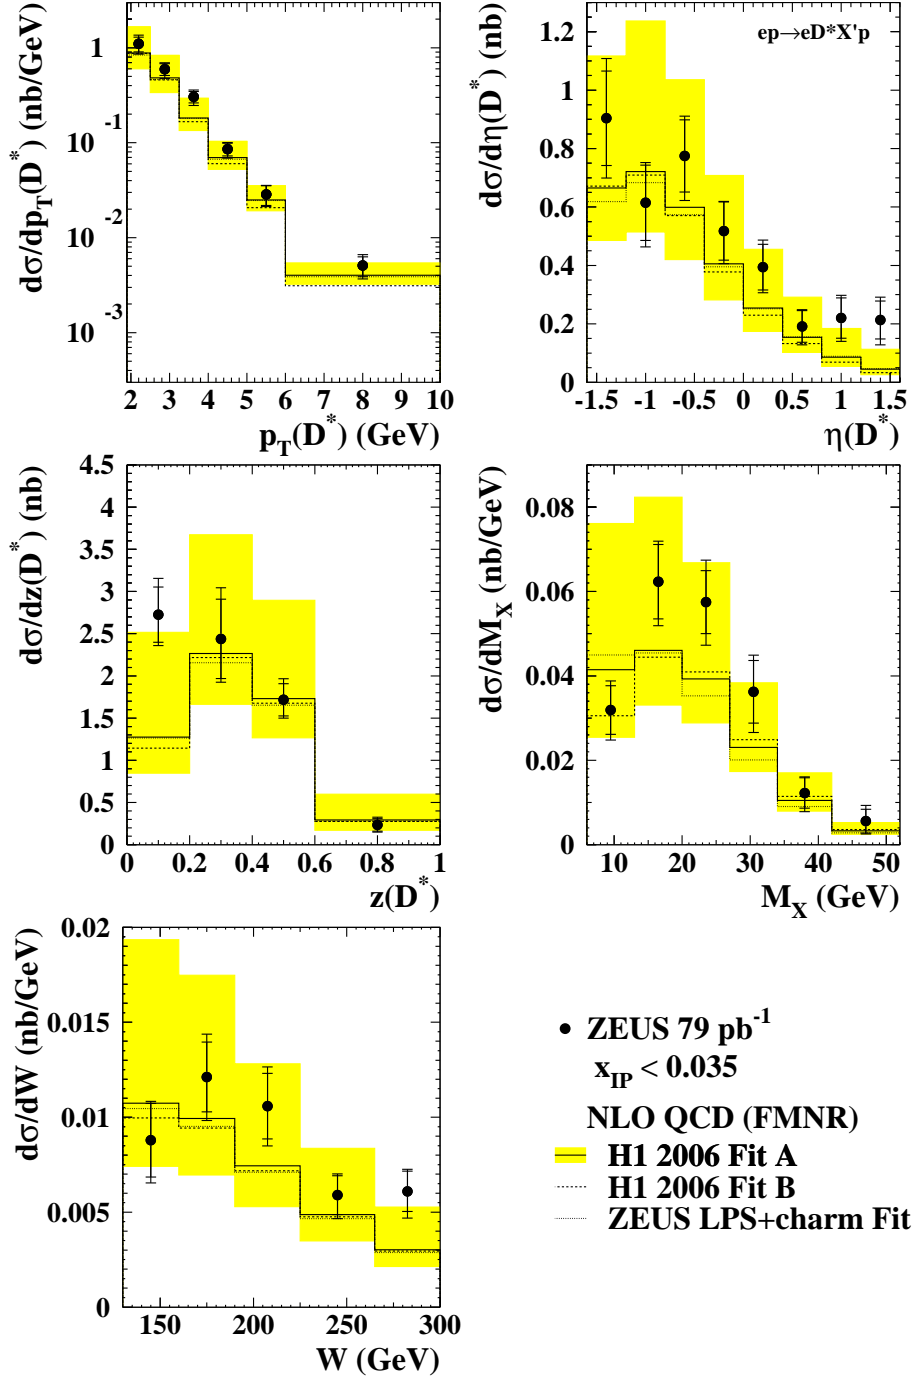 dσ/dp_T(D^*) (nb/GeV)
1
10^-1
10^-2
10^-3
2 3 4 5 6 7 8 9 10
p_T(D^*) (GeV)
dσ/dη(D^*) (nb)
ep→eD*X'p
1.2
1
0.8
0.6
0.4
0.2
0
-1.5 -1 -0.5 0 0.5 1 1.5
η(D^*)
dσ/dz(D^*) (nb)
4.5
4
3.5
3
2.5
2
1.5
1
0.5
0
0 0.2 0.4 0.6 0.8 1
z(D^*)
dσ/dM_X (nb/GeV)
0.08
0.06
0.04
0.02
0
10 20 30 40 50
M_X (GeV)
dσ/dW (nb/GeV)
0.02
0.015
0.01
0.005
0
150 200 250 300
W (GeV)
ZEUS 79 pb^-1
x_IP < 0.035
NLO QCD (FMNR)
H1 2006 Fit A
H1 2006 Fit B
ZEUS LPS+charm Fit